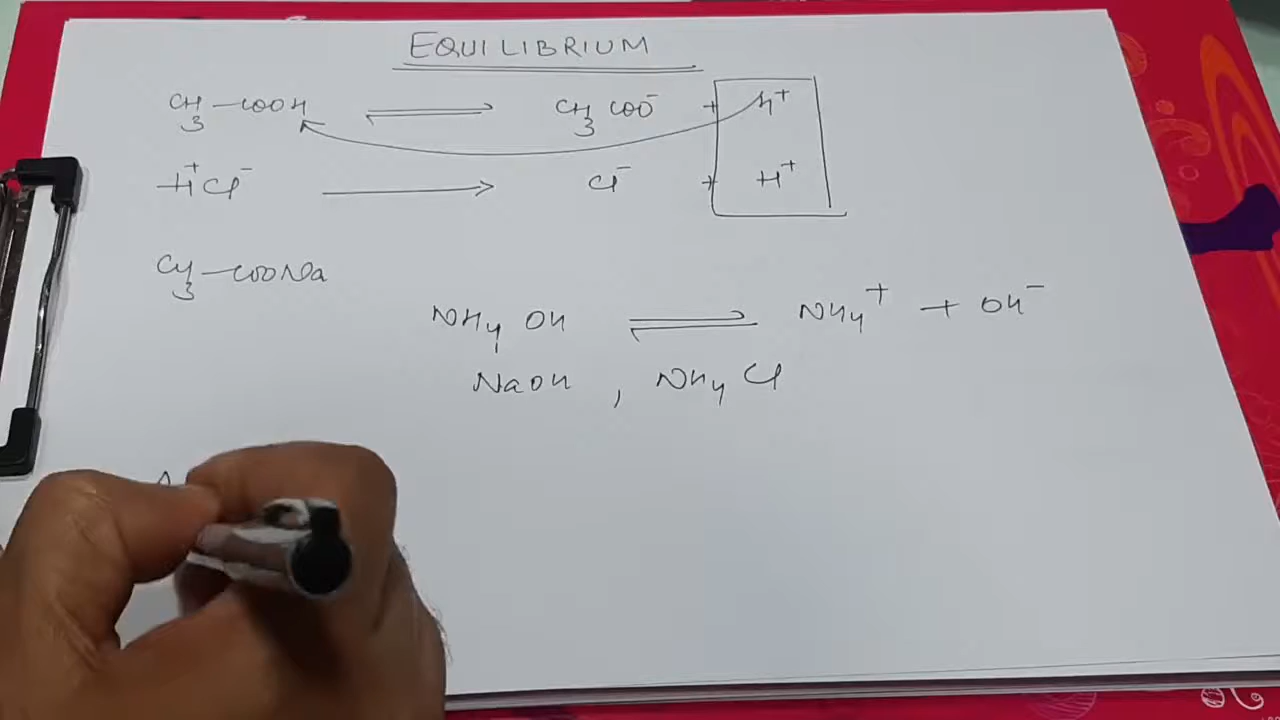 EQUILIBRIUM
CH₃-COOH ⇌ CH₃COO⁻ + H⁺
H⁺Cl⁻ → Cl⁻ + H⁺
CH₃-COONa
NH₄OH ⇌ NH₄⁺ + OH⁻
NaOH , NH₄Cl